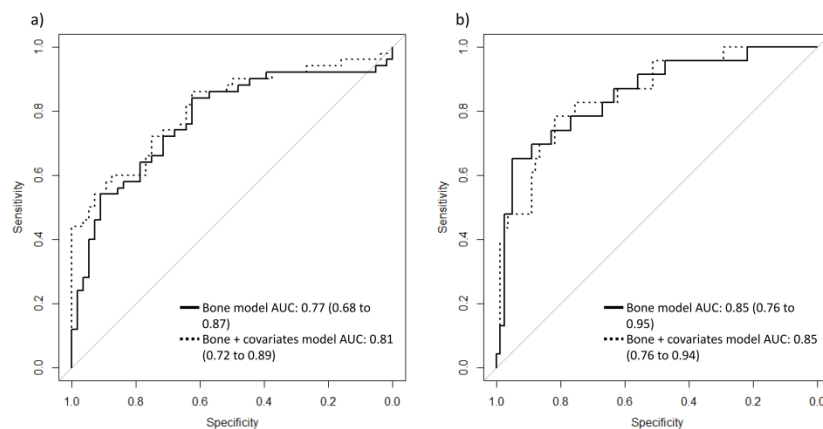 a)
1.0
0.8
0.6
0.4
0.2
0.0
Sensitivity
Bone model AUC: 0.77 (0.68 to
0.87)
Bone + covariates model AUC: 0.81
(0.72 to 0.89)
1.0 0.8 0.6 0.4 0.2 0.0
Specificity
b)
1.0
0.8
0.6
0.4
0.2
0.0
Sensitivity
Bone model AUC: 0.85 (0.76 to
0.95)
Bone + covariates model AUC: 0.85
(0.76 to 0.94)
1.0 0.8 0.6 0.4 0.2 0.0
Specificity